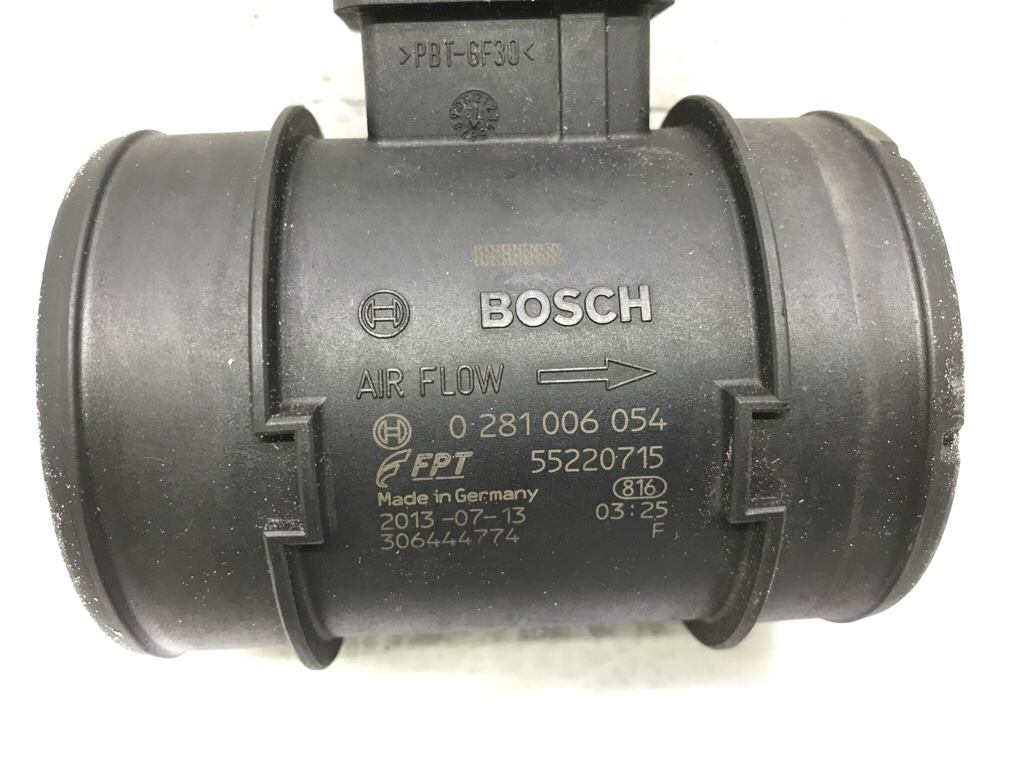 >PBT-GF30<
BOSCH
AIR FLOW
0 281 006 054
FPT 55220715
Made in Germany 816
2013-07-13 03:25
306444774 F